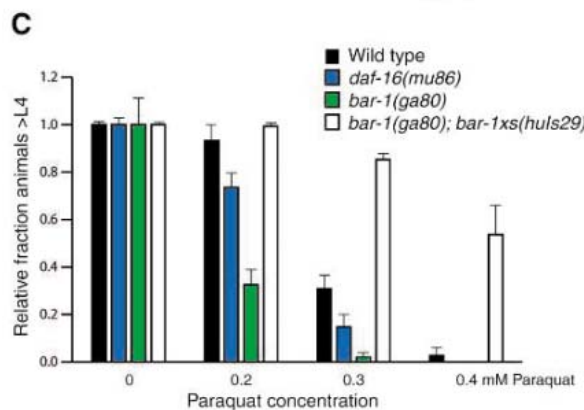 C
Wild type
daf-16(mu86)
bar-1(ga80)
bar-1(ga80); bar-1xs(huIs29)
Relative fraction animals >L4
1.2
1.0
0.8
0.6
0.4
0.2
0.0
0
0.2
0.3
0.4 mM Paraquat
Paraquat concentration